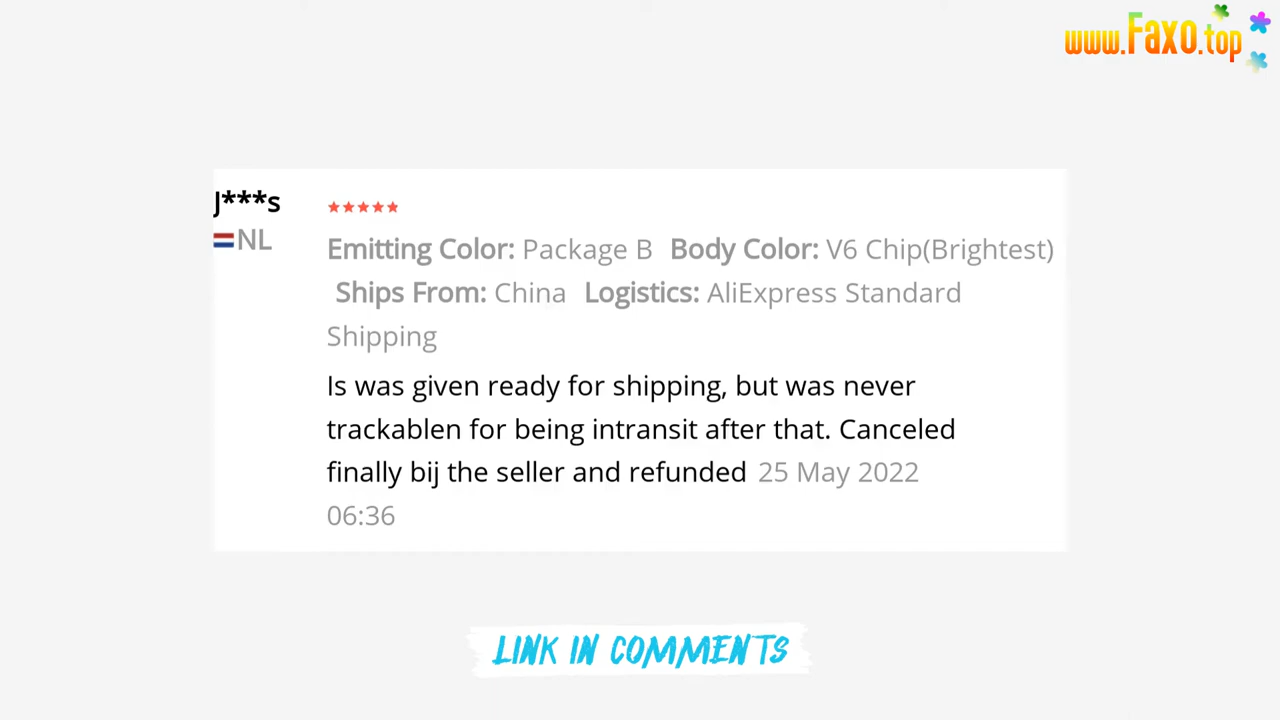 www.Faxo.top
J***s
NL
★★★★★
Emitting Color: Package B Body Color: V6 Chip(Brightest)
Ships From: China Logistics: AliExpress Standard
Shipping
Is was given ready for shipping, but was never
trackablen for being intransit after that. Canceled
finally bij the seller and refunded 25 May 2022
06:36
LINK IN COMMENTS